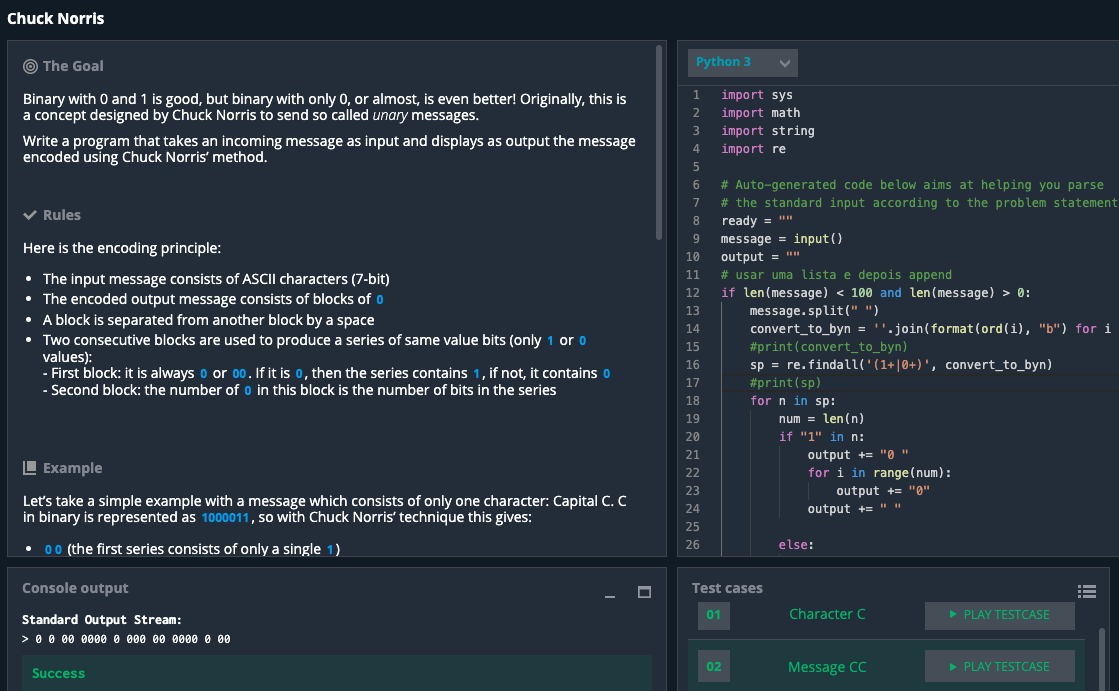 Chuck Norris
The Goal
Binary with 0 and 1 is good, but binary with only 0, or almost, is even better! Originally, this is
a concept designed by Chuck Norris to send so called unary messages.
Write a program that takes an incoming message as input and displays as output the message
encoded using Chuck Norris’ method.
Rules
Here is the encoding principle:
• The input message consists of ASCII characters (7-bit)
• The encoded output message consists of blocks of 0
• A block is separated from another block by a space
• Two consecutive blocks are used to produce a series of same value bits (only 1 or 0
values):
- First block: it is always 0 or 00. If it is 0, then the series contains 1, if not, it contains 0
- Second block: the number of 0 in this block is the number of bits in the series
Example
Let’s take a simple example with a message which consists of only one character: Capital C. C
in binary is represented as 1000011, so with Chuck Norris’ technique this gives:
• 0 0 (the first series consists of only a single 1)
Python 3
1 import sys
2 import math
3 import string
4 import re
5
6 # Auto-generated code below aims at helping you parse
7 # the standard input according to the problem statement
8 ready = ""
9 message = input()
10 output = ""
11 # usar uma lista e depois append
12 if len(message) < 100 and len(message) > 0:
13     message.split(" ")
14     convert_to_byn = ''.join(format(ord(i), "b") for i
15     #print(convert_to_byn)
16     sp = re.findall('(1+|0+)', convert_to_byn)
17     #print(sp)
18     for n in sp:
19         num = len(n)
20         if "1" in n:
21             output += "0 "
22             for i in range(num):
23                 output += "0"
24             output += " "
25
26         else:
Console output
Standard Output Stream:
> 0 0 00 0000 0 000 00 0000 0 00
Success
Test cases
01 Character C PLAY TESTCASE
02 Message CC PLAY TESTCASE